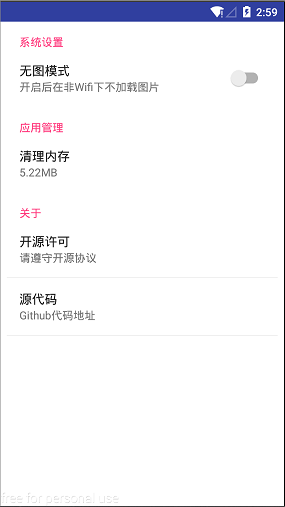 2:59
系统设置
无图模式
开启后在非Wifi下不加载图片
应用管理
清理内存
5.22MB
关于
开源许可
请遵守开源协议
源代码
Github代码地址
free for personal use